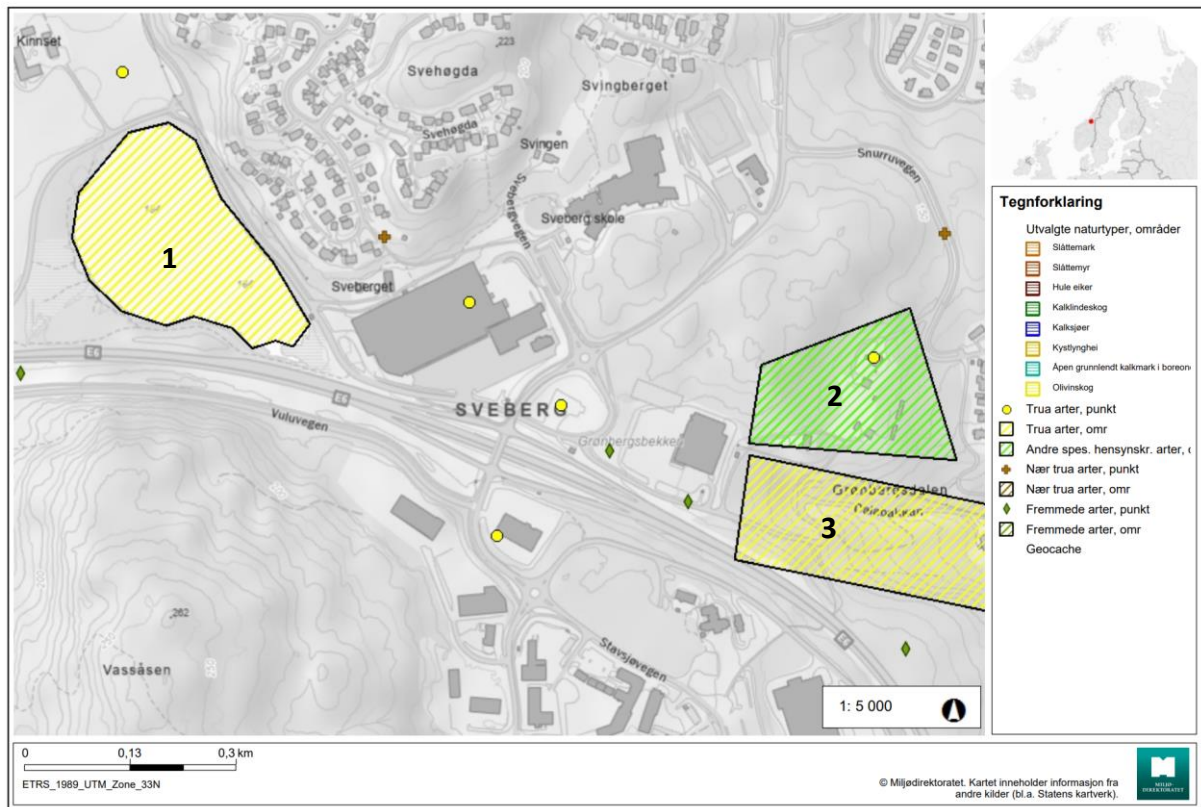 Kinnset
223
Svehøgda
Svingberget
Svehøgda
Svingen
Snurruvegen
Svebergvegen
Sveberg skole
1
Sveberget
2
E6
E6
SVEBERG
Vuluvegen
Grønbergsbekken
Grønbergsdalen
3
262
Vassåsen
Stavsjøvegen
E6
1: 5 000
Tegnforklaring
Utvalgte naturtyper, områder
Slåttemark
Slåttemyr
Hule eiker
Kalklindeskog
Kalksjøer
Kystlynghei
Åpen grunnlendt kalkmark i boreon
Olivinskog
Trua arter, punkt
Trua arter, omr
Andre spes. hensynskr. arter, (
Nær trua arter, punkt
Nær trua arter, omr
Fremmede arter, punkt
Fremmede arter, omr
Geocache
0 0,13 0,3 km
ETRS_1989_UTM_Zone_33N
© Miljødirektoratet. Kartet inneholder informasjon fra
andre kilder (bl.a. Statens kartverk).
MILJØ-
DIREKTORATET